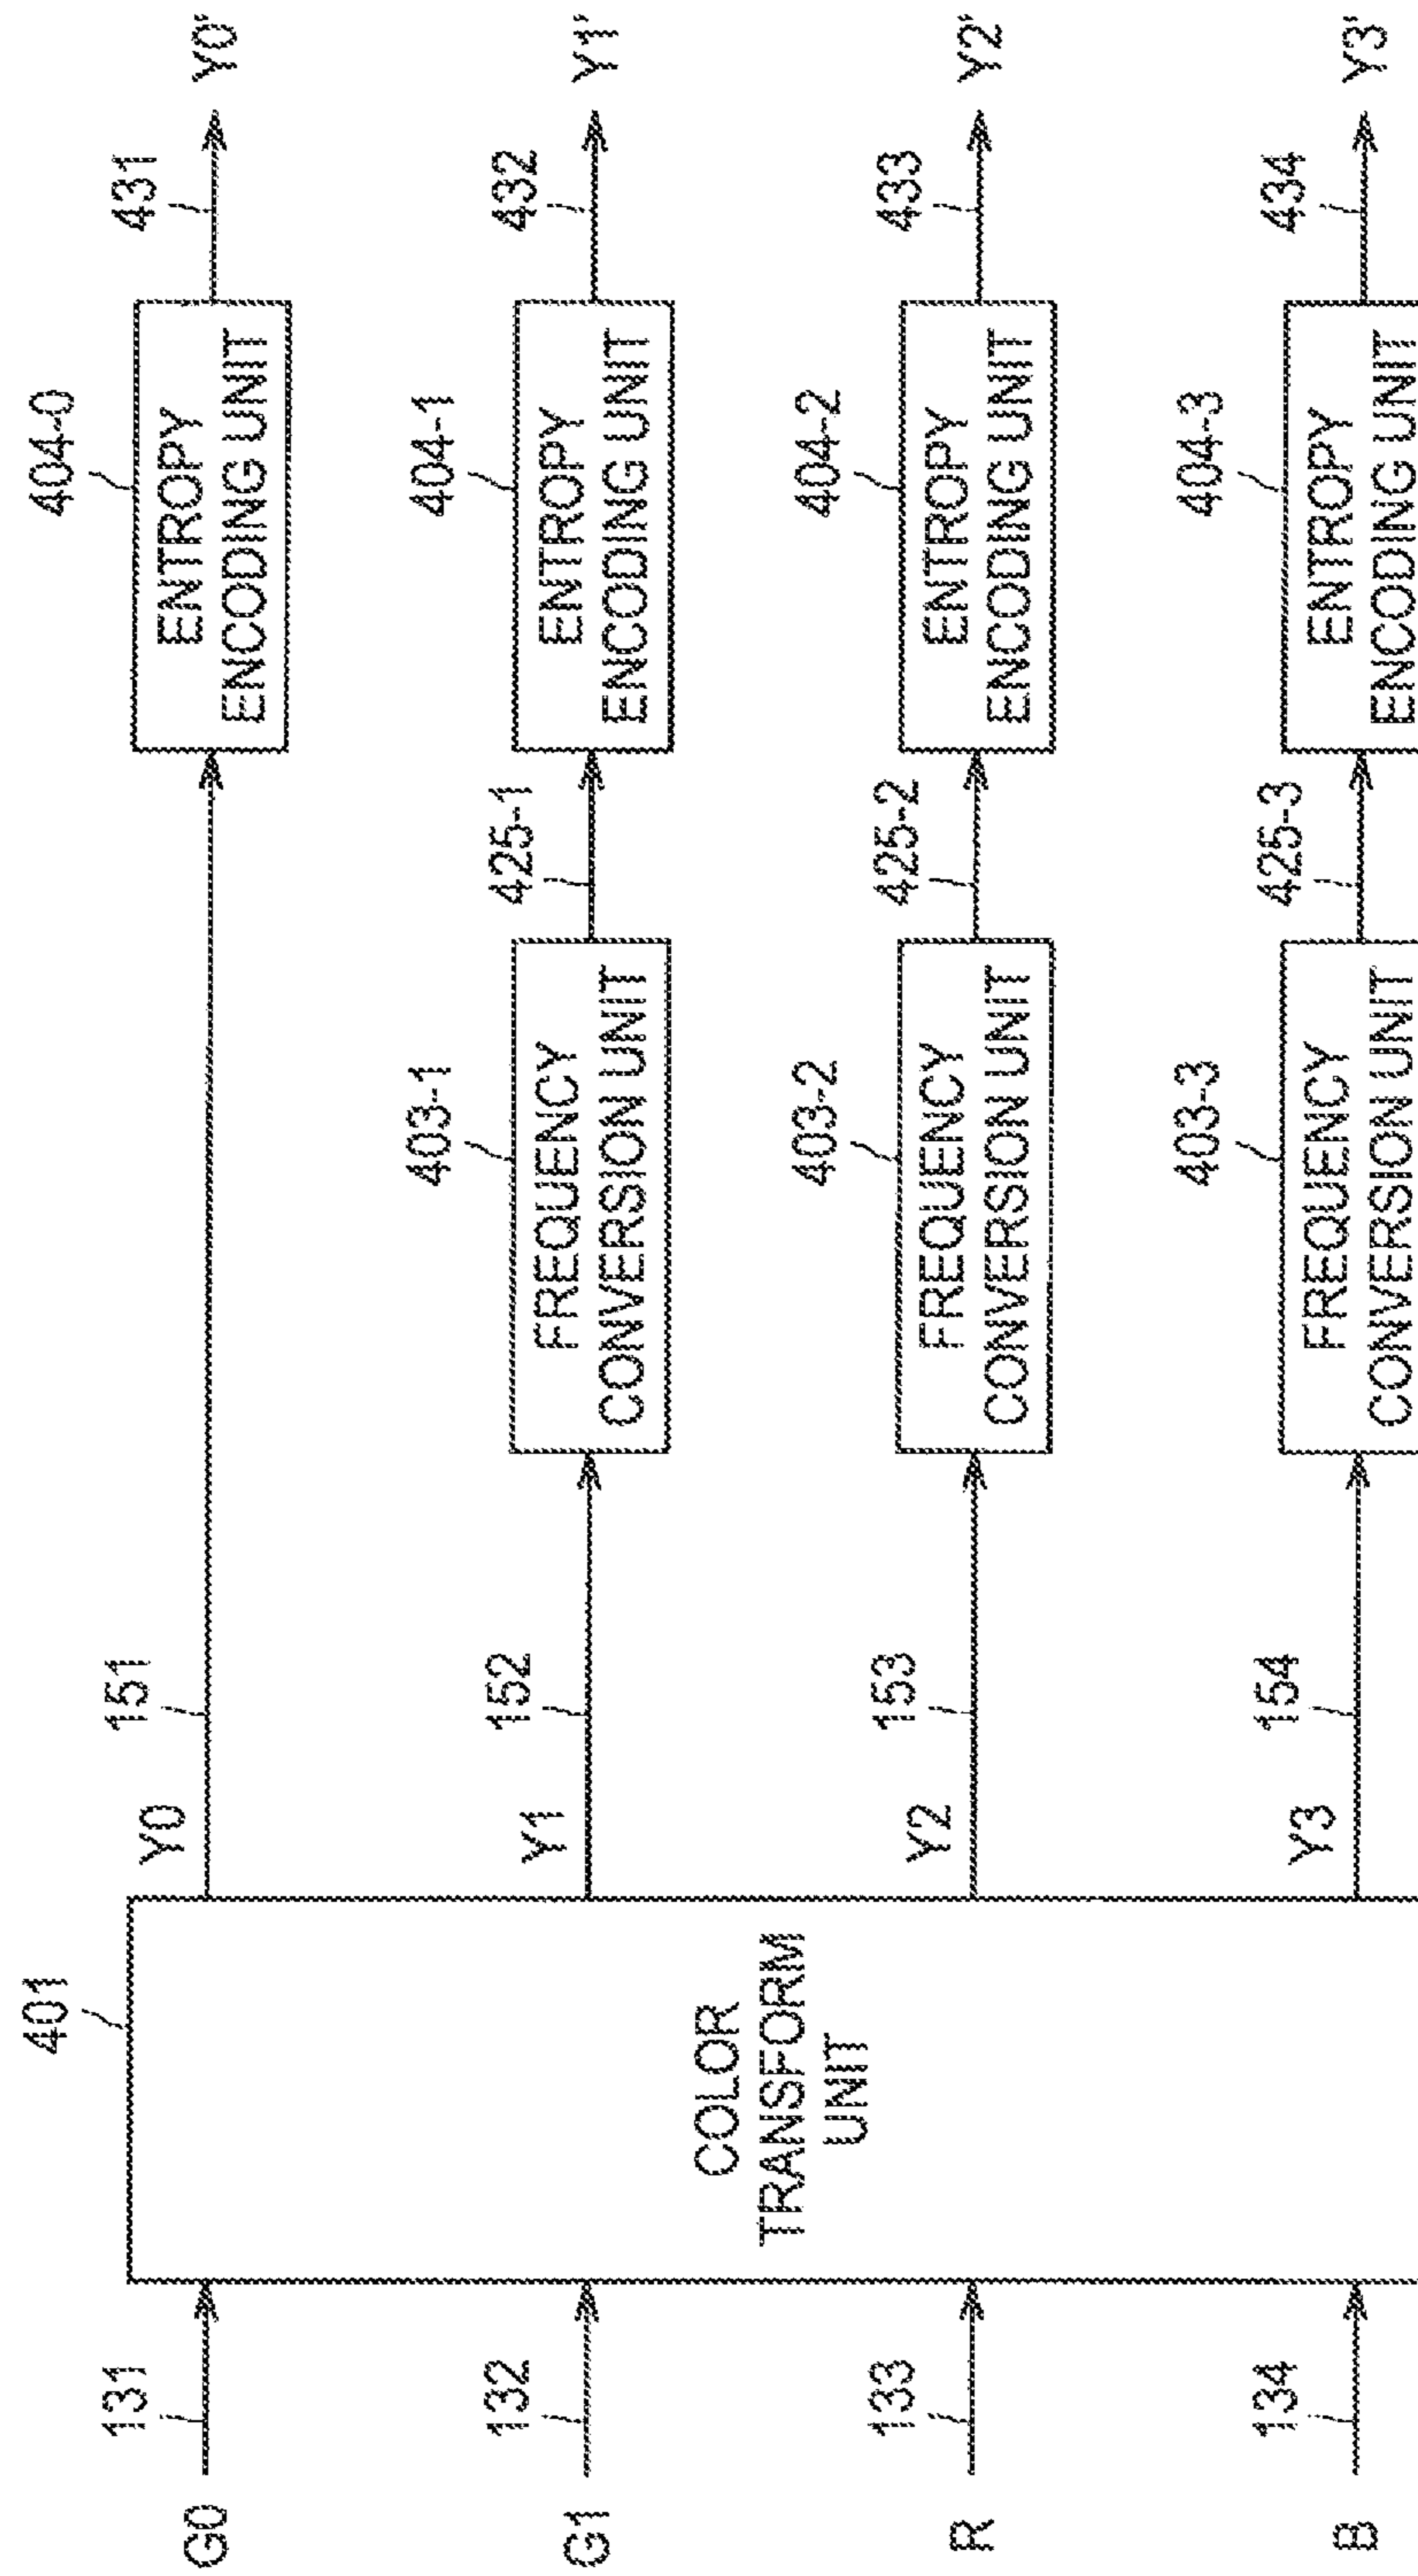 401
131
G0
Y0
151
404-0
ENTROPY
ENCODING UNIT
431
Y0'
132
G1
Y1
152
403-1
FREQUENCY
CONVERSION UNIT
425-1
404-1
ENTROPY
ENCODING UNIT
432
Y1'
COLOR
TRANSFORM
UNIT
133
R
Y2
153
403-2
FREQUENCY
CONVERSION UNIT
425-2
404-2
ENTROPY
ENCODING UNIT
433
Y2'
134
B
Y3
154
403-3
FREQUENCY
CONVERSION UNIT
425-3
404-3
ENTROPY
ENCODING UNIT
434
Y3'